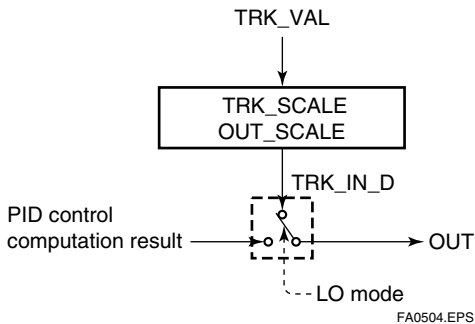 TRK_VAL
TRK_SCALE
OUT_SCALE
TRK_IN_D
PID control
computation result
OUT
LO mode
FA0504.EPS